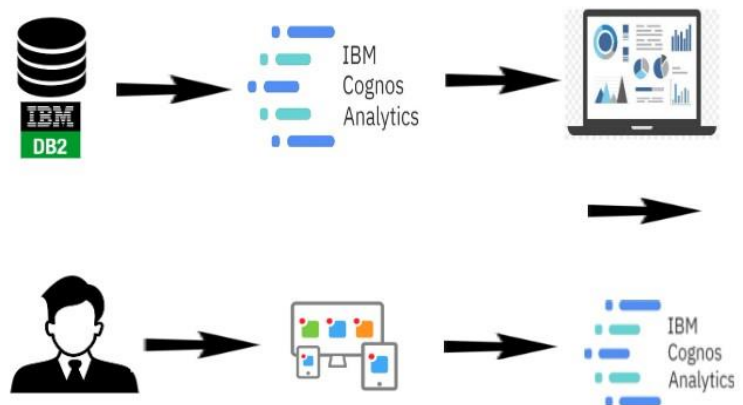 IBM
Cognos
Analytics
IBM
DB2
IBM
Cognos
Analytics